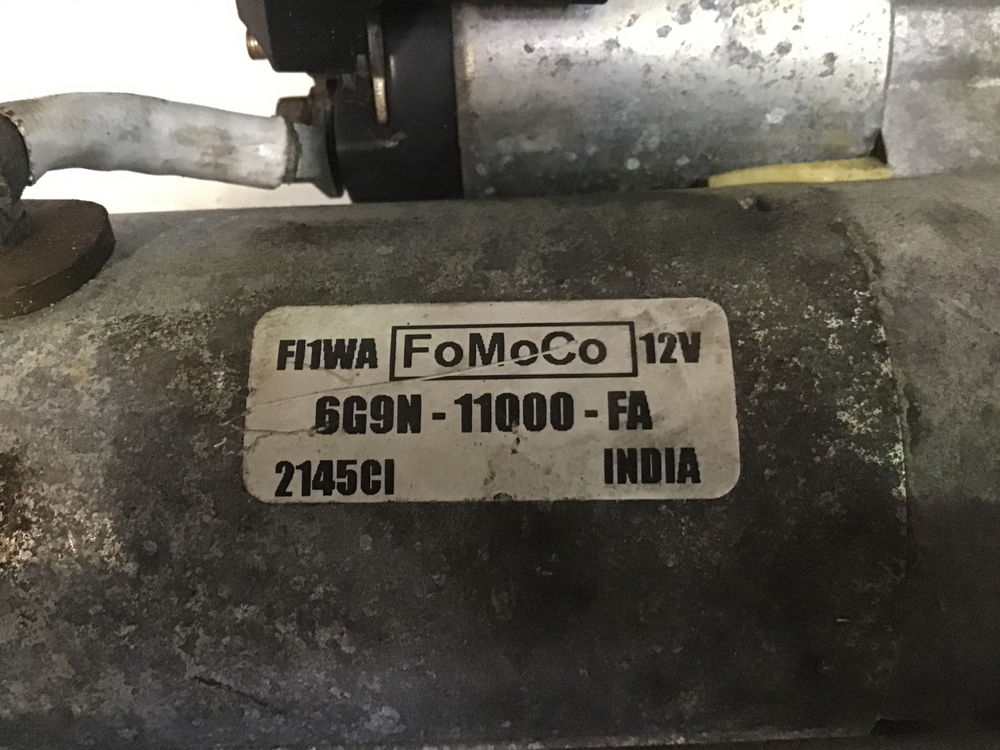 FI1WA FoMoCo 12V
6G9N - 11000 - FA
2145CI INDIA